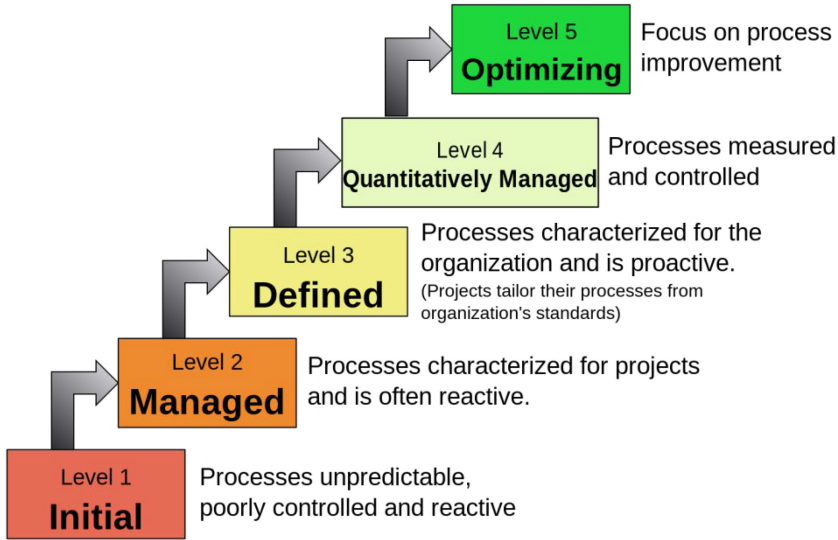 Level 5
Optimizing
Focus on process
improvement
Level 4
Quantitatively Managed
Processes measured
and controlled
Level 3
Defined
Processes characterized for the
organization and is proactive.
(Projects tailor their processes from
organization's standards)
Level 2
Managed
Processes characterized for projects
and is often reactive.
Level 1
Initial
Processes unpredictable,
poorly controlled and reactive